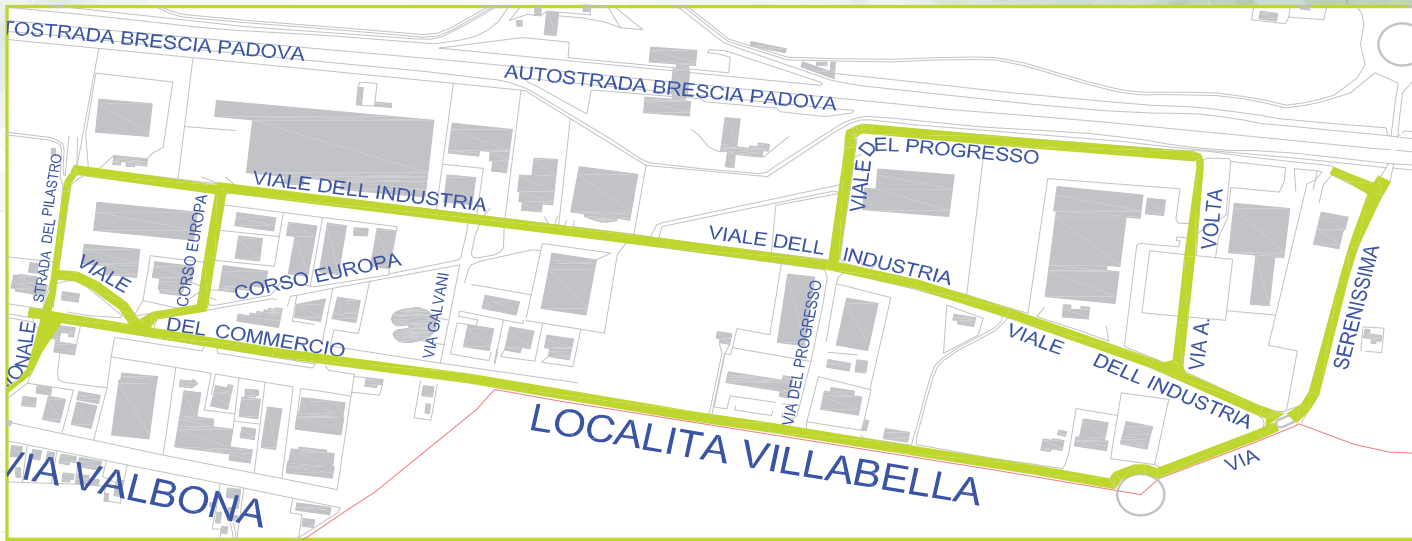 TOSTRADA BRESCIA PADOVA
AUTOSTRADA BRESCIA PADOVA
VIALE D
EL PROGRESSO
STRADA DEL PILASTRO
VIALE DELL INDUSTRIA
CORSO EUROPA
VOLTA
VIALE DELL
INDUSTRIA
VIALE
CORSO EUROPA
VIA GALVANI
VIA DEL PROGRESSO
SERENISSIMA
DEL COMMERCIO
VIALE
DELL INDUSTRIA
VIA A.
IONALE
LOCALITA VILLABELLA
VIA
VIA VALBONA